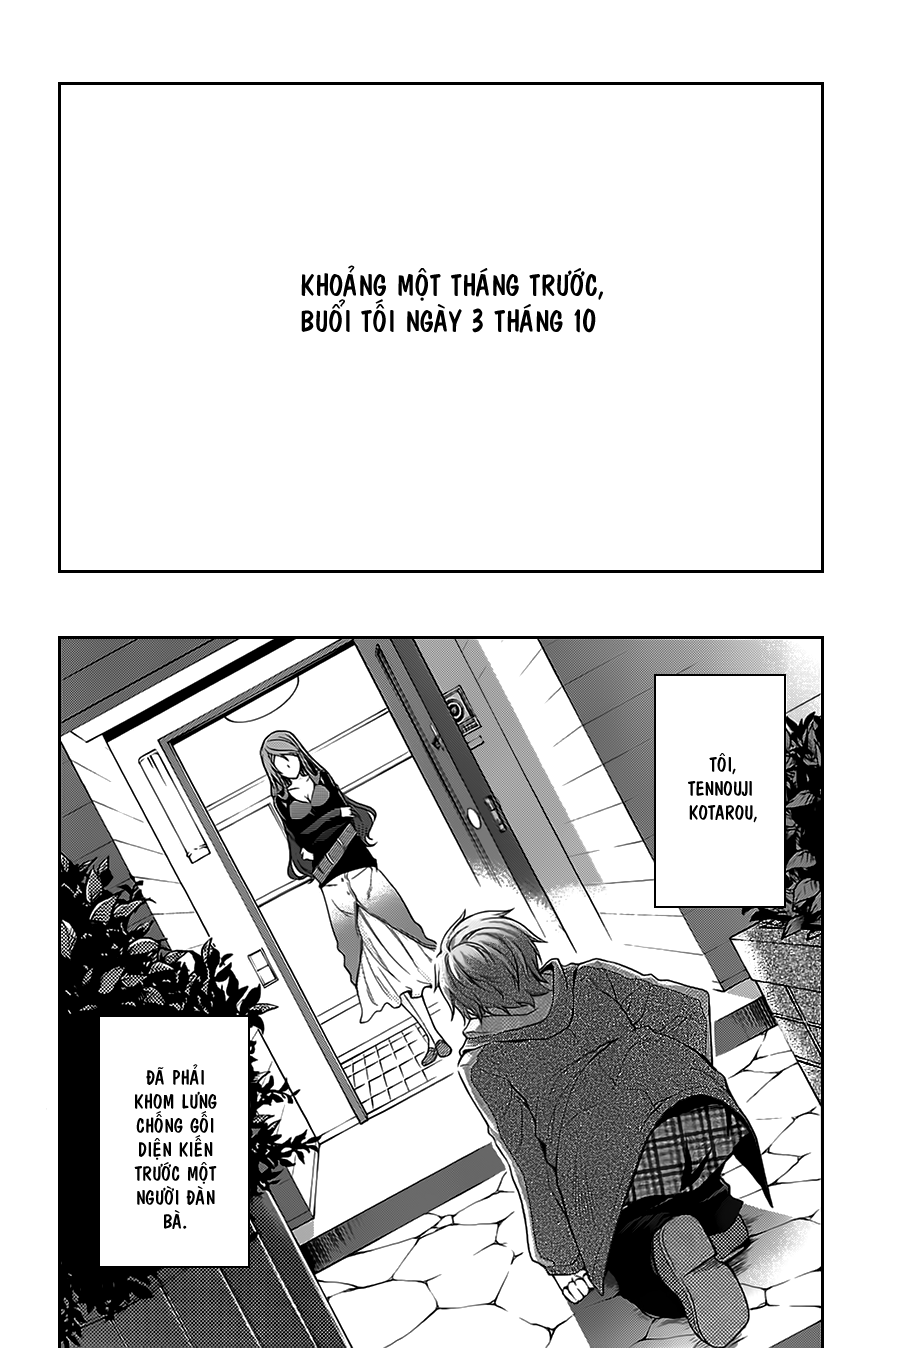 KHOẢNG MỘT THÁNG TRƯỚC,
BUỔI TỐI NGÀY 3 THÁNG 10
TÔI,
TENNOUJI
KOTAROU,
ĐÃ PHẢI
KHOM LƯNG
CHỐNG GỐI
DIỆN KIẾN
TRƯỚC MỘT
NGƯỜI ĐÀN
BÀ.